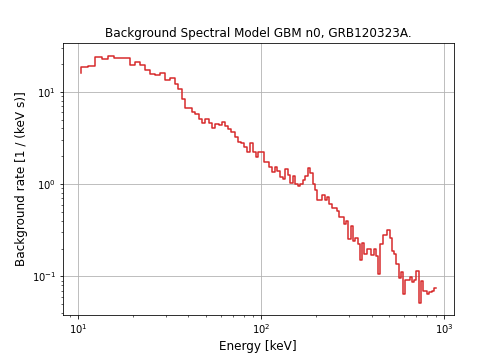 Background Spectral Model GBM n0, GRB120323A.
Background rate [1 / (keV s)]
10¹
10⁰
10⁻¹
10¹ 10² 10³
Energy [keV]